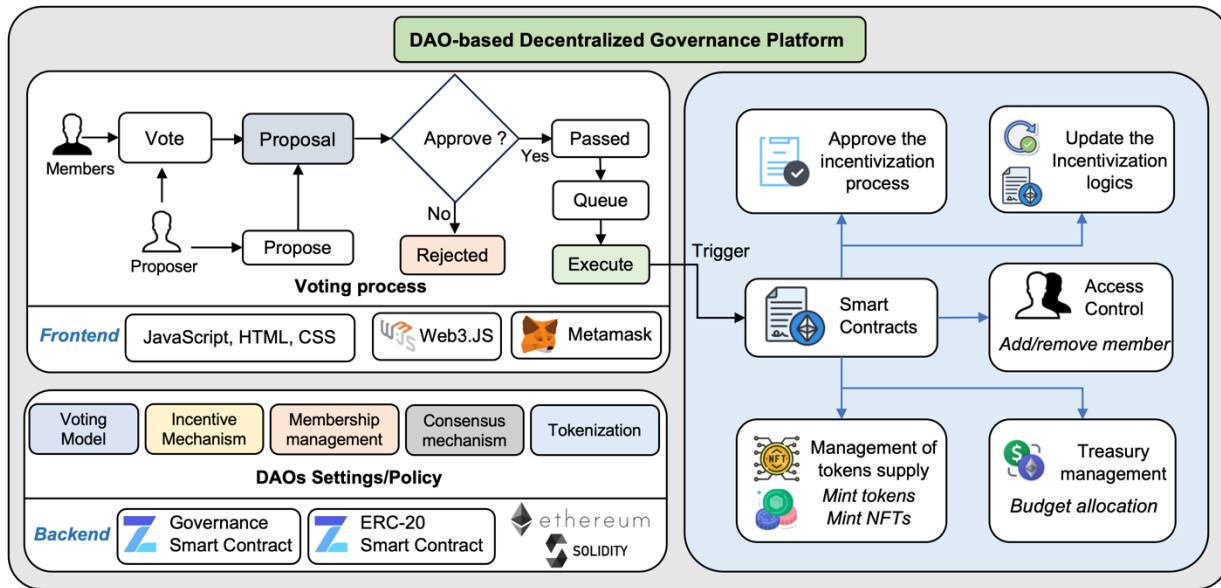 DAO-based Decentralized Governance Platform
Members
Vote
Proposal
Approve ?
Yes
Passed
Queue
No
Proposer
Propose
Rejected
Execute
Voting process
Frontend
JavaScript, HTML, CSS
Web3.JS
Metamask
Voting
Model
Incentive
Mechanism
Membership
management
Consensus
mechanism
Tokenization
DAOs Settings/Policy
Backend
Governance
Smart Contract
ERC-20
Smart Contract
ethereum
SOLIDITY
Trigger
Approve the
incentivization
process
Update the
Incentivization
logics
Smart
Contracts
Access
Control
Add/remove member
NFT
Management of
tokens supply
Mint tokens
Mint NFTs
$
Treasury
management
Budget allocation